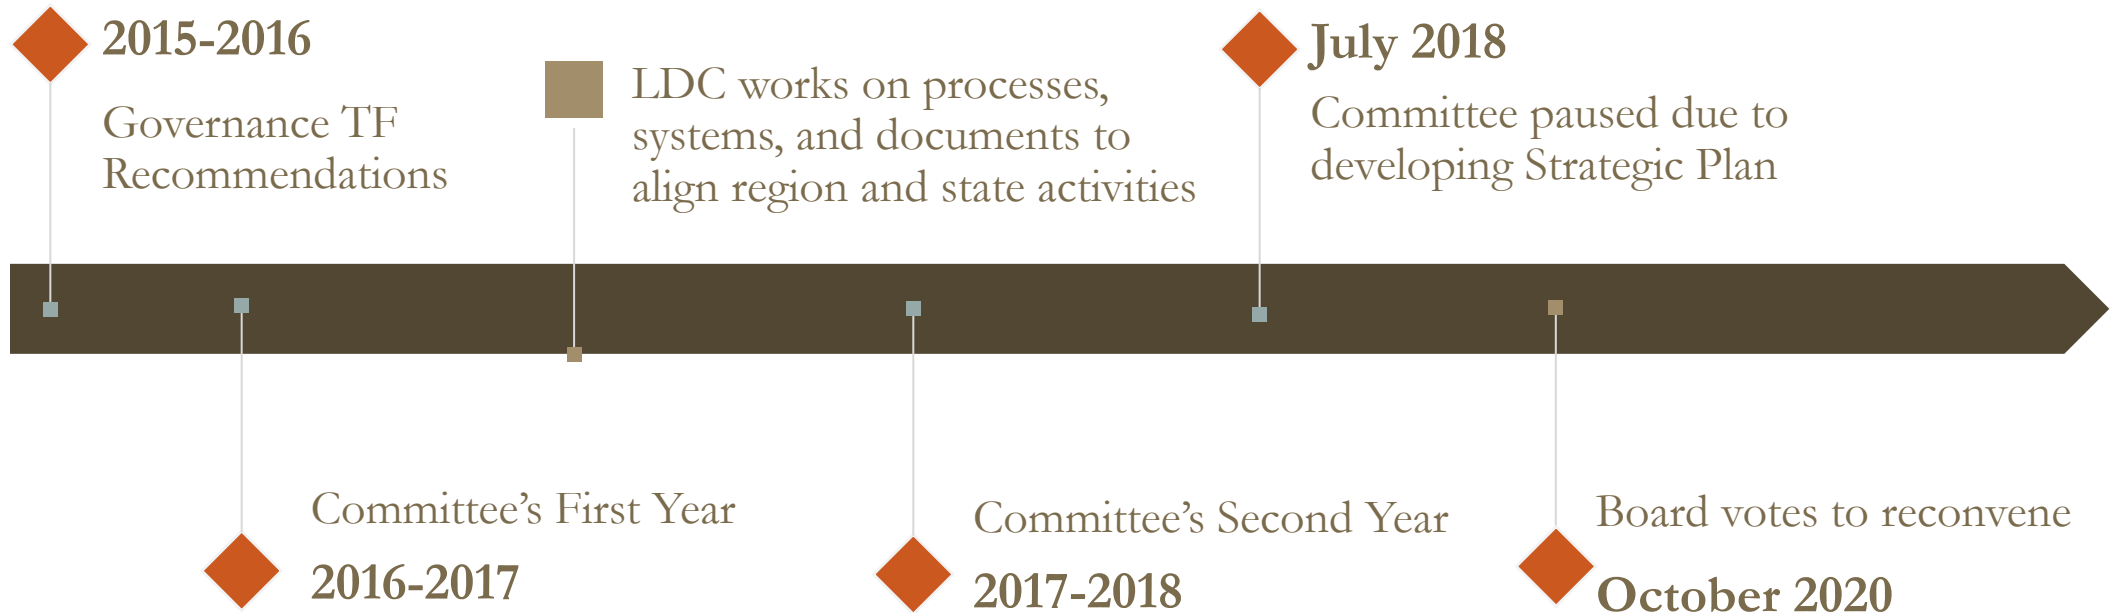 2015-2016
Governance TF
Recommendations
Committee’s First Year
2016-2017
LDC works on processes,
systems, and documents to
align region and state activities
Committee’s Second Year
2017-2018
July 2018
Committee paused due to
developing Strategic Plan
Board votes to reconvene
October 2020